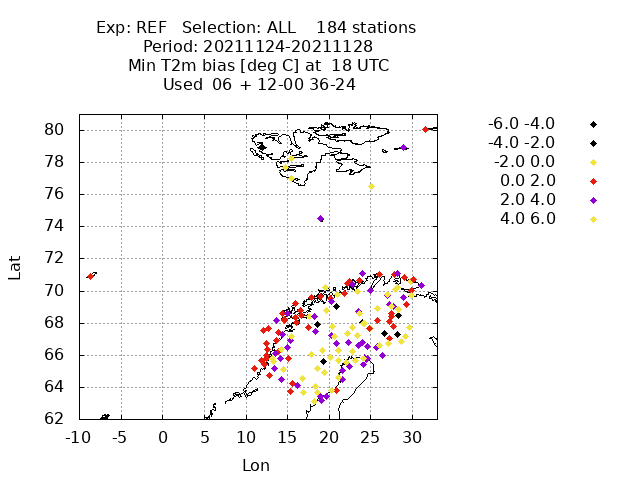 Exp: REF   Selection: ALL    184 stations
Period: 20211124-20211128
Min T2m bias [deg C] at  18 UTC
Used  06 + 12-00 36-24
80
78
76
74
72
70
68
66
64
62
-10 -5 0 5 10 15 20 25 30
Lat
Lon
-6.0 -4.0
-4.0 -2.0
-2.0 0.0
0.0 2.0
2.0 4.0
4.0 6.0